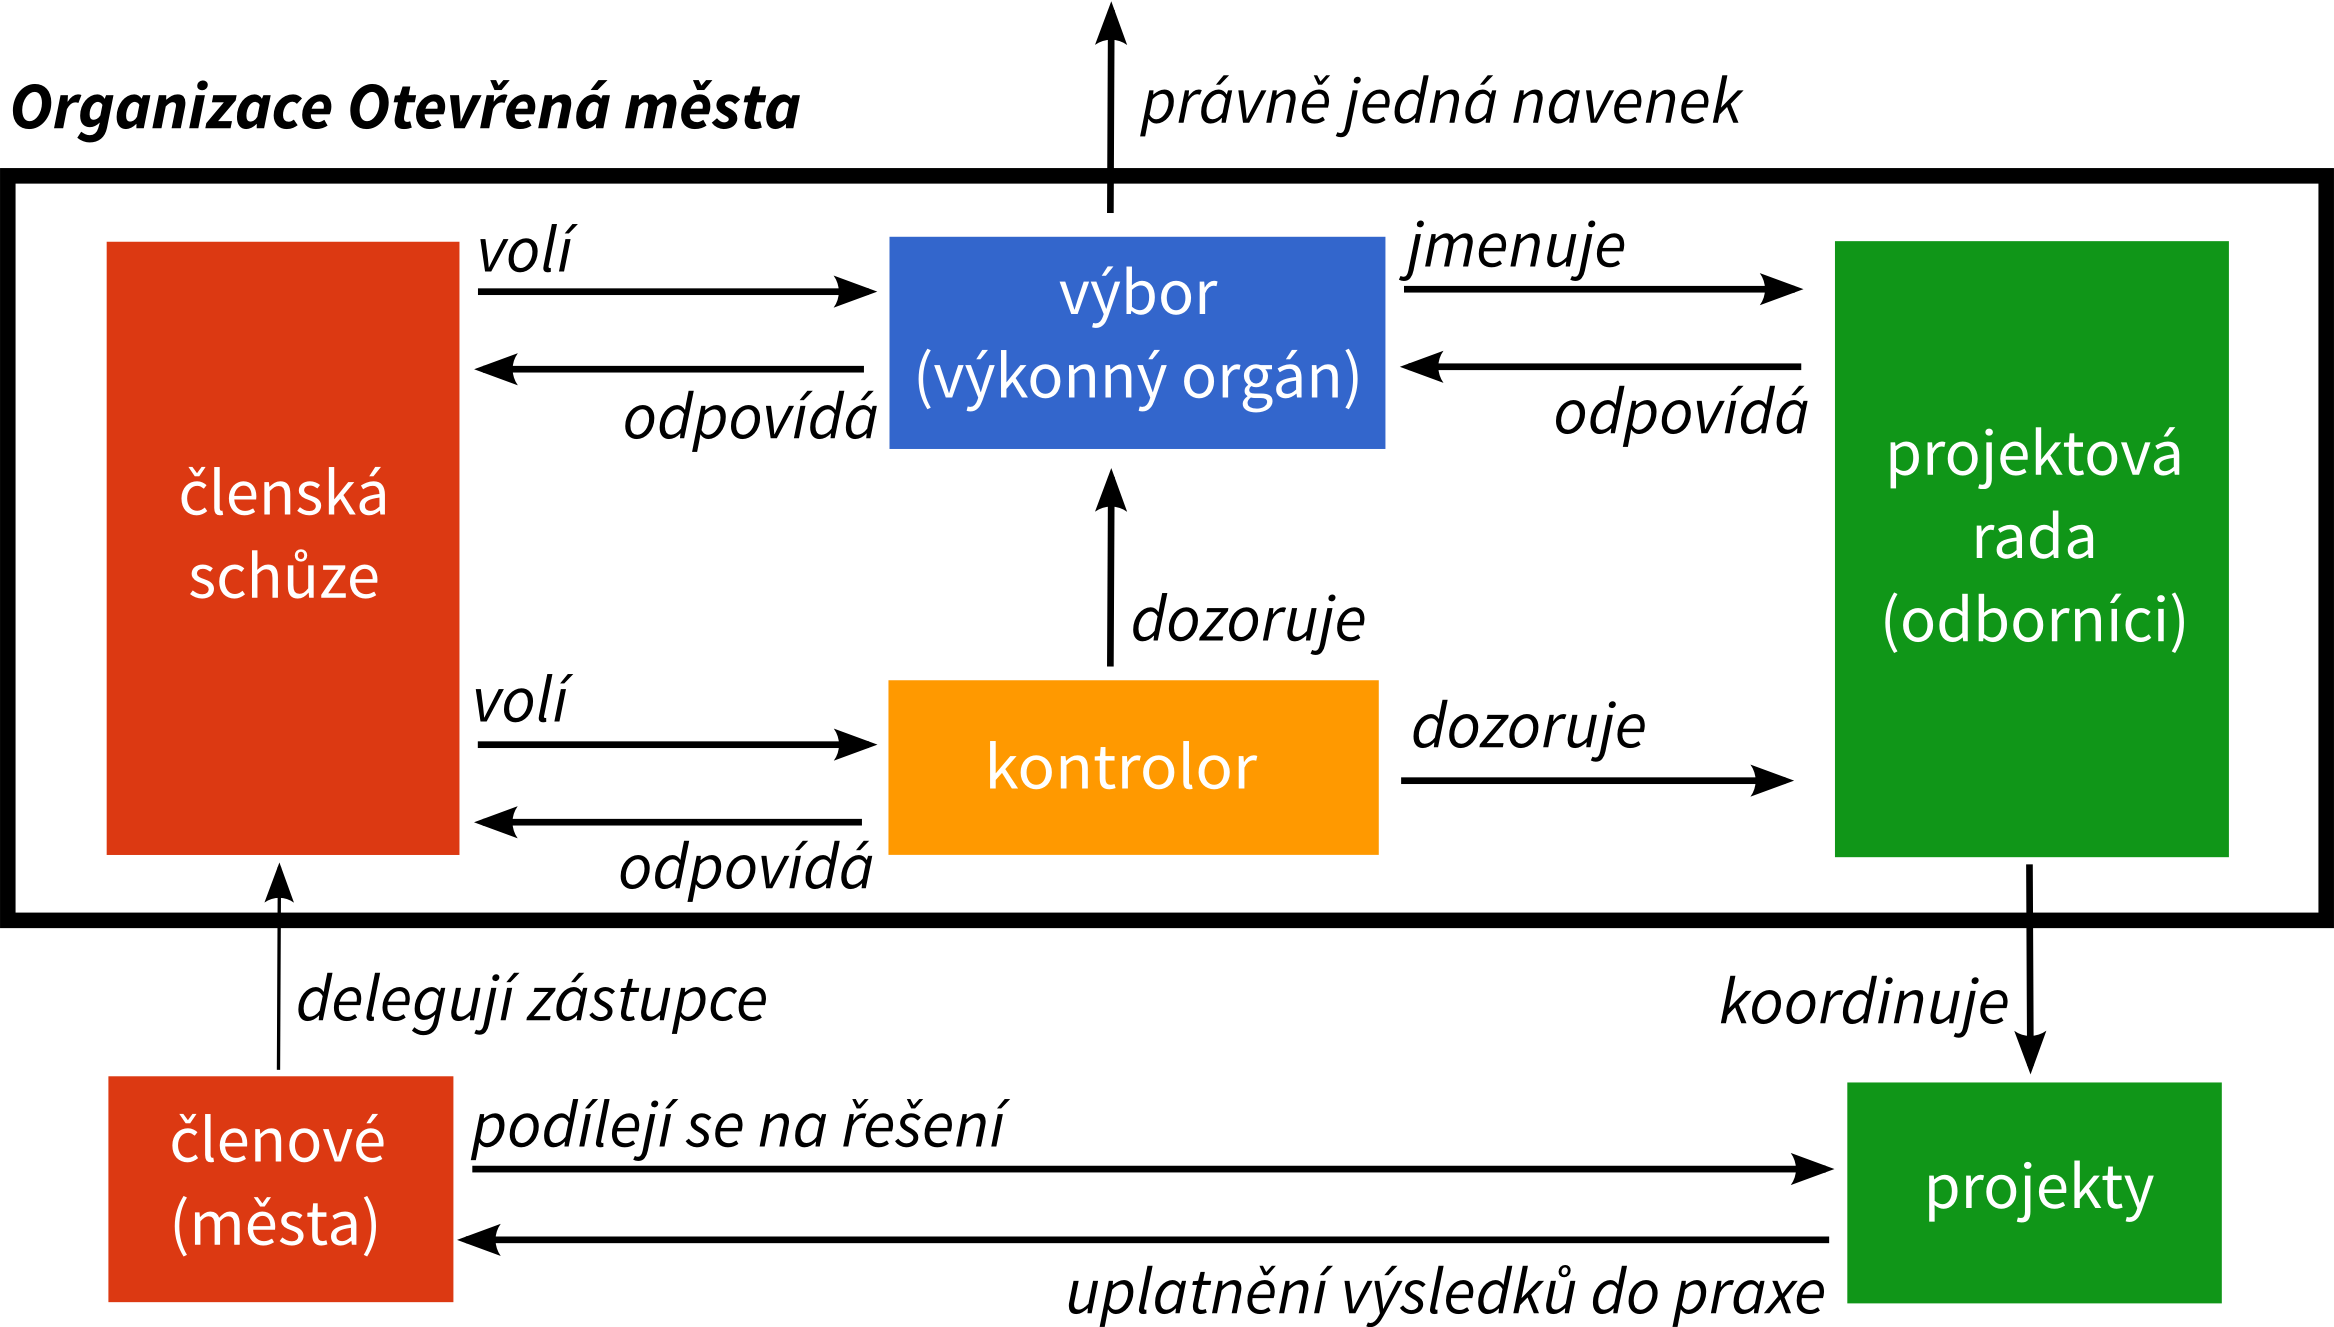 právně jedná navenek
Organizace Otevřená města
volí
jmenuje
výbor
(výkonný orgán)
odpovídá
odpovídá
členská
schůze
projektová
rada
(odborníci)
dozoruje
volí
dozoruje
kontrolor
odpovídá
delegují zástupce
koordinuje
členové
(města)
podílejí se na řešení
projekty
uplatnění výsledků do praxe